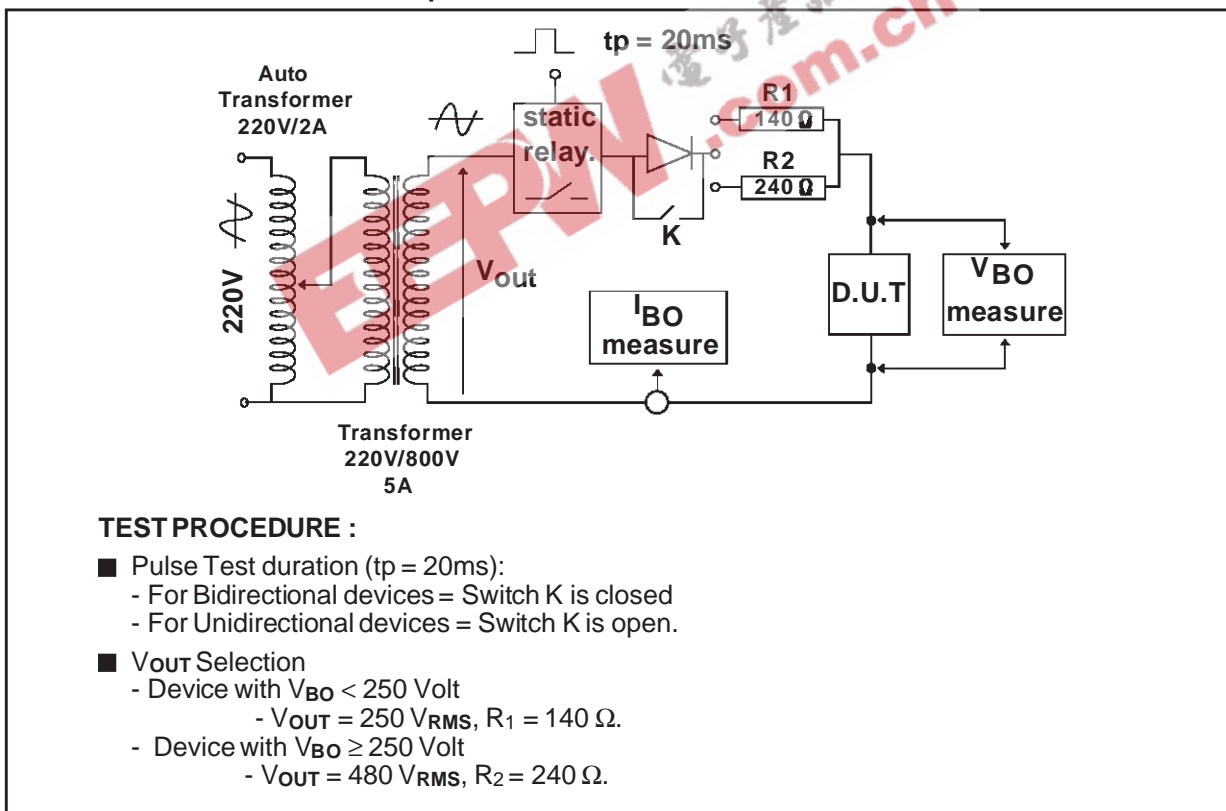 tp = 20ms
Auto
Transformer
220V/2A
static
relay.
R1
140 Ω
R2
240 Ω
K
220V
Vout
IBO
measure
D.U.T
VBO
measure
Transformer
220V/800V
5A
EEPW
.com.cn
TEST PROCEDURE :
■ Pulse Test duration (tp = 20ms):
- For Bidirectional devices = Switch K is closed
- For Unidirectional devices = Switch K is open.
■ VOUT Selection
- Device with VBO < 250 Volt
- VOUT = 250 VRMS, R1 = 140 Ω.
- Device with VBO ≥ 250 Volt
- VOUT = 480 VRMS, R2 = 240 Ω.